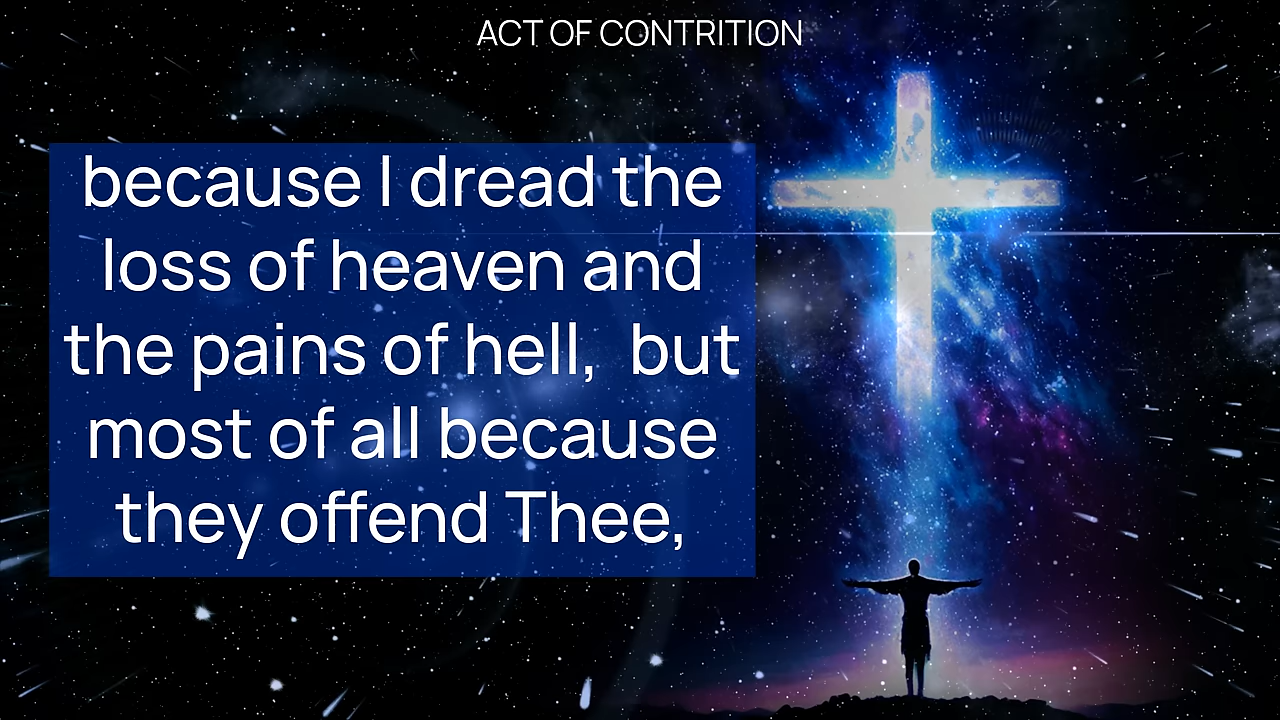 ACT OF CONTRITION
because I dread the
loss of heaven and
the pains of hell,  but
most of all because
they offend Thee,